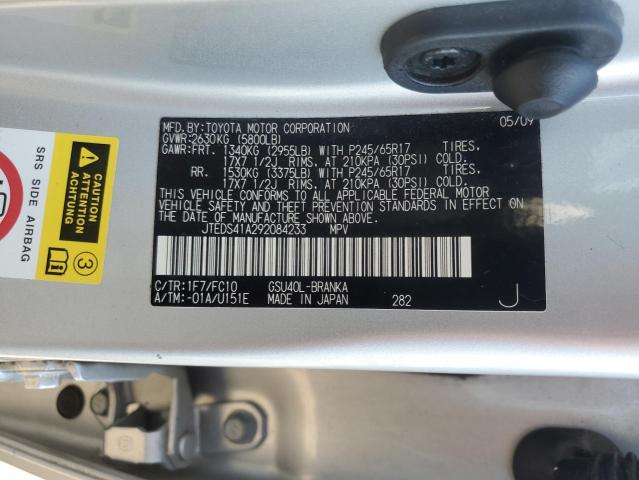 MFD.BY:TOYOTA MOTOR CORPORATION 05/09
GVWR:2630KG (5800LB)
GAWR:FRT. 1340KG (2955LB) WITH P245/65R17 TIRES.
17X7 1/2J RIMS. AT 210KPA (30PSI) COLD.
RR. 1530KG (3375LB) WITH P245/65R17 TIRES.
17X7 1/2J RIMS. AT 210KPA (30PSI) COLD.
THIS VEHICLE CONFORMS TO ALL APPLICABLE FEDERAL MOTOR
VEHICLE SAFETY AND THEFT PREVENTION STANDARDS IN EFFECT ON
THE DATE OF MANUFACTURE SHOWN ABOVE.
JTEDS41A292084233 MPV
C/TR:1F7/FC10 GSU40L-BRANKA
A/TM:-01A/U151E MADE IN JAPAN 282 J
SRS SIDE AIRBAG
3